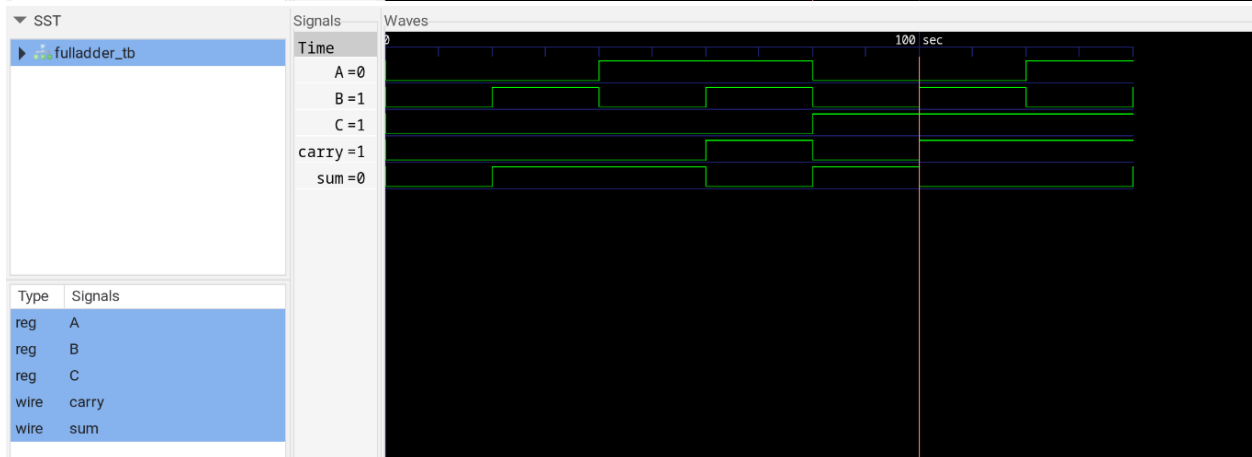 SST
fulladder_tb
Type Signals
reg A
reg B
reg C
wire carry
wire sum
Signals
Time
A=0
B=1
C=1
carry=1
sum=0
Waves
0 100 sec